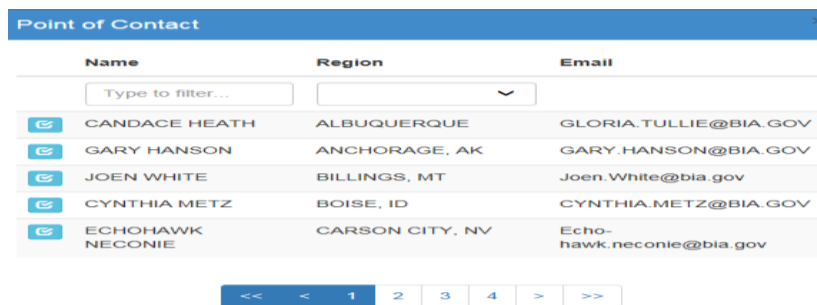 Point of Contact
Name Region Email
Type to filter...
CANDACE HEATH ALBUQUERQUE GLORIA.TULLIE@BIA.GOV
GARY HANSON ANCHORAGE, AK GARY.HANSON@BIA.GOV
JOEN WHITE BILLINGS, MT Joen.White@bia.gov
CYNTHIA METZ BOISE, ID CYNTHIA.METZ@BIA.GOV
ECHOHAWK CARSON CITY, NV Echo-
NECONIE hawk.neconie@bia.gov
<< < 1 2 3 4 > >>